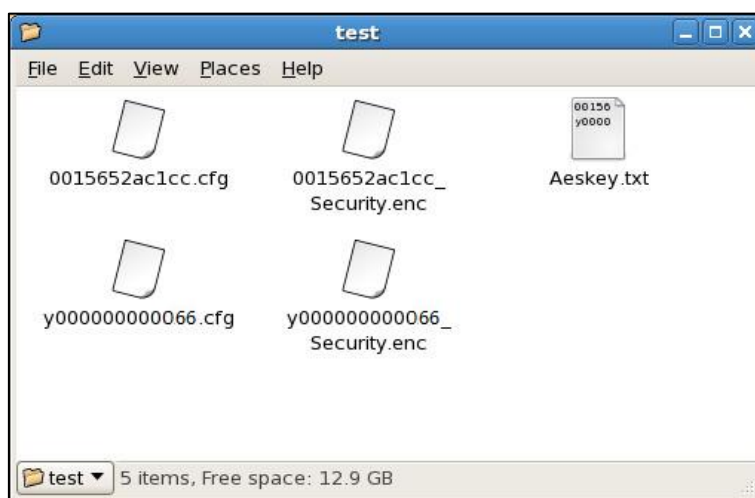 test
File Edit View Places Help
0015652ac1cc.cfg
0015652ac1cc_
Security.enc
00156
y0000
Aeskey.txt
y000000000066.cfg
y000000000066_
Security.enc
test 5 items, Free space: 12.9 GB